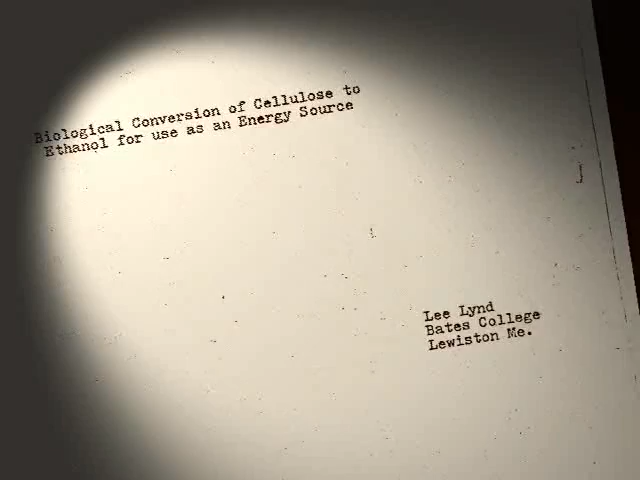 Biological Conversion of Cellulose to
Ethanol for use as an Energy Source
Lee Lynd
Bates College
Lewiston Me.